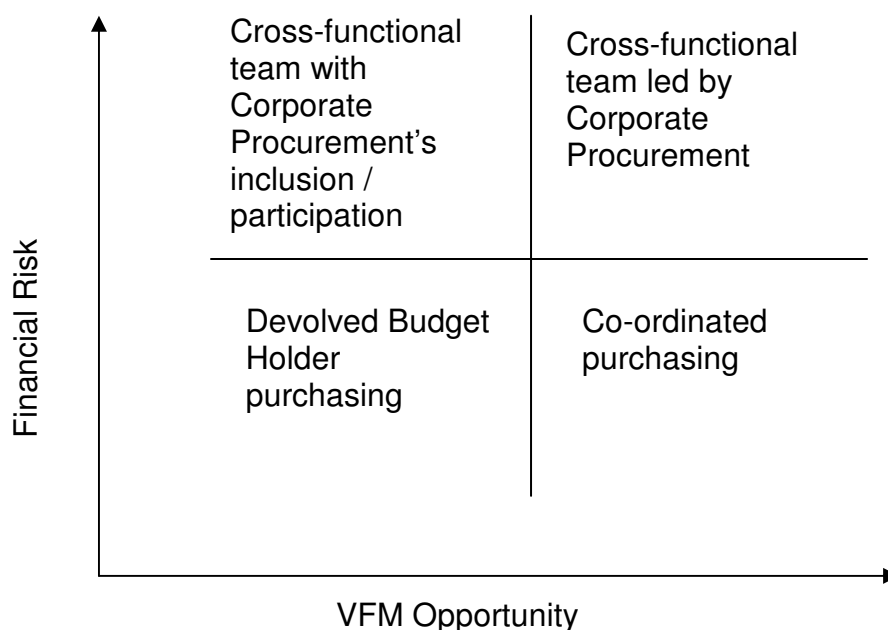 Cross-functional
team with
Corporate
Procurement's
inclusion /
participation
Cross-functional
team led by
Corporate
Procurement
Financial Risk
Devolved Budget
Holder
purchasing
Co-ordinated
purchasing
VFM Opportunity